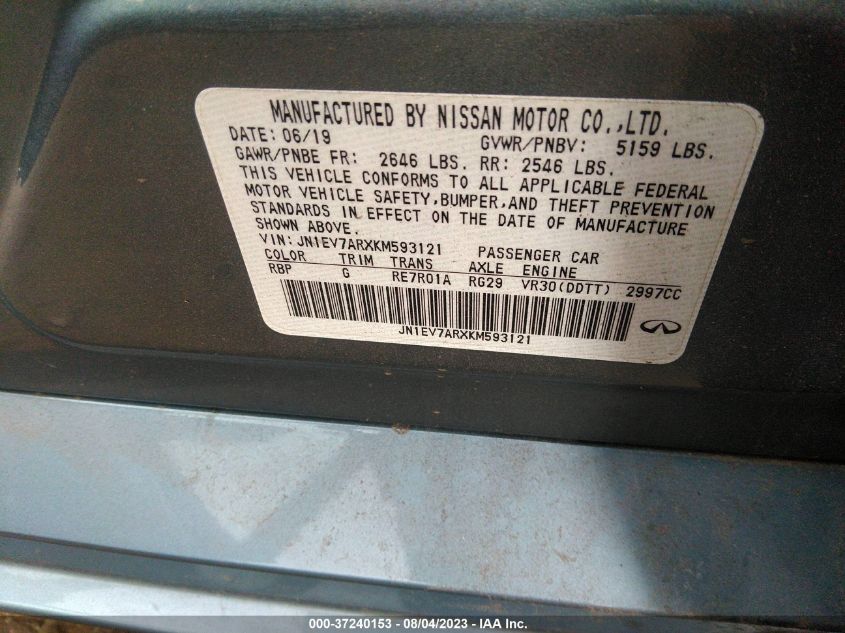 MANUFACTURED BY NISSAN MOTOR CO.,LTD.
DATE: 06/19 GVWR/PNBV: 5159 LBS.
GAWR/PNBE FR: 2646 LBS. RR: 2546 LBS.
THIS VEHICLE CONFORMS TO ALL APPLICABLE FEDERAL
MOTOR VEHICLE SAFETY,BUMPER,AND THEFT PREVENTION
STANDARDS IN EFFECT ON THE DATE OF MANUFACTURE
SHOWN ABOVE.
VIN: JN1EV7ARXKM593121 PASSENGER CAR
COLOR TRIM TRANS AXLE ENGINE
RBP G RE7R01A RG29 VR30(DDTT) 2997CC
JN1EV7ARXKM593121
000-37240153 - 08/04/2023 - © IAA Inc.